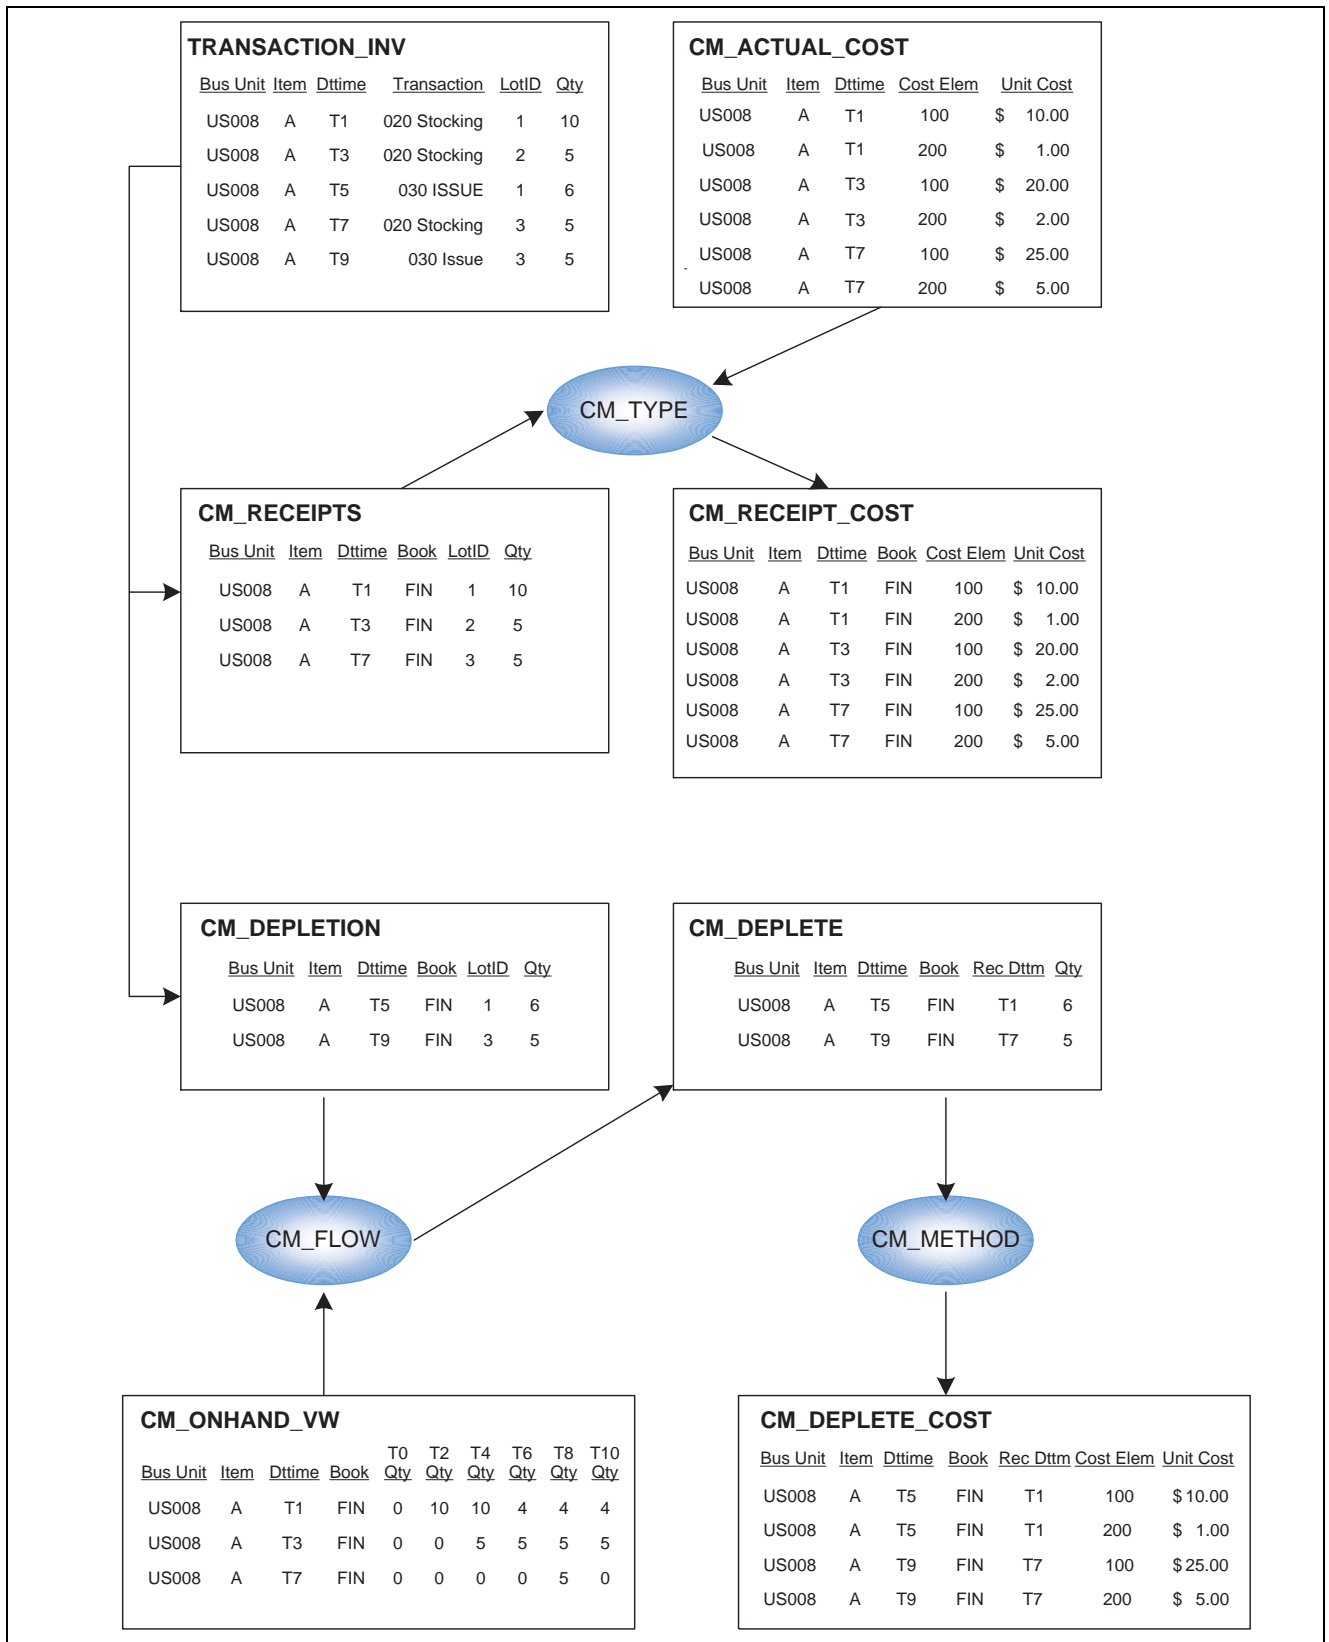 TRANSACTION_INV
Bus Unit Item Dttime Transaction LotID Qty
US008 A T1 020 Stocking 1 10
US008 A T3 020 Stocking 2 5
US008 A T5 030 ISSUE 1 6
US008 A T7 020 Stocking 3 5
US008 A T9 030 Issue 3 5
CM_ACTUAL_COST
Bus Unit Item Dttime Cost Elem Unit Cost
US008 A T1 100 $ 10.00
US008 A T1 200 $ 1.00
US008 A T3 100 $ 20.00
US008 A T3 200 $ 2.00
US008 A T7 100 $ 25.00
US008 A T7 200 $ 5.00
CM_TYPE
CM_RECEIPTS
Bus Unit Item Dttime Book LotID Qty
US008 A T1 FIN 1 10
US008 A T3 FIN 2 5
US008 A T7 FIN 3 5
CM_RECEIPT_COST
Bus Unit Item Dttime Book Cost Elem Unit Cost
US008 A T1 FIN 100 $ 10.00
US008 A T1 FIN 200 $ 1.00
US008 A T3 FIN 100 $ 20.00
US008 A T3 FIN 200 $ 2.00
US008 A T7 FIN 100 $ 25.00
US008 A T7 FIN 200 $ 5.00
CM_DEPLETION
Bus Unit Item Dttime Book LotID Qty
US008 A T5 FIN 1 6
US008 A T9 FIN 3 5
CM_DEPLETE
Bus Unit Item Dttime Book Rec Dttm Qty
US008 A T5 FIN T1 6
US008 A T9 FIN T7 5
CM_FLOW
CM_METHOD
CM_ONHAND_VW
T0 T2 T4 T6 T8 T10
Bus Unit Item Dttime Book Qty Qty Qty Qty Qty Qty
US008 A T1 FIN 0 10 10 4 4 4
US008 A T3 FIN 0 0 5 5 5 5
US008 A T7 FIN 0 0 0 0 5 0
CM_DEPLETE_COST
Bus Unit Item Dttime Book Rec Dttm Cost Elem Unit Cost
US008 A T5 FIN T1 100 $ 10.00
US008 A T5 FIN T1 200 $ 1.00
US008 A T9 FIN T7 100 $ 25.00
US008 A T9 FIN T7 200 $ 5.00